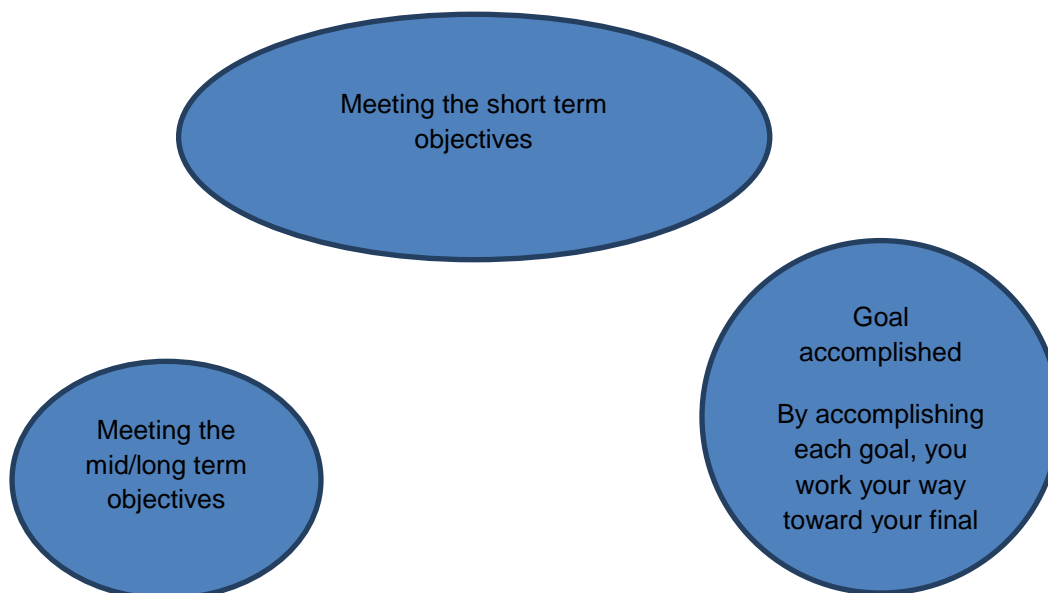 Meeting the short term
objectives
Goal
accomplished
By accomplishing
each goal, you
work your way
toward your final
Meeting the
mid/long term
objectives